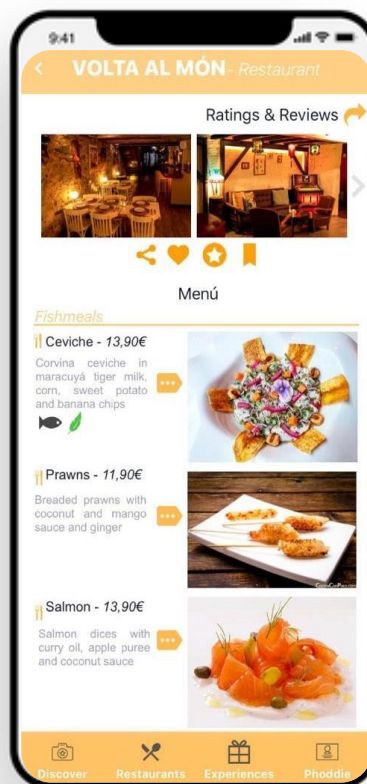 9:41
VOLTA AL MÓN - Restaurant
Ratings & Reviews
Menú
Fishmeals
Ceviche - 13,90€
Corvina ceviche in
maracuyá tiger milk,
corn, sweet potato
and banana chips
Prawns - 11,90€
Breaded prawns with
coconut and mango
sauce and ginger
Salmon - 13,90€
Salmon dices with
curry oil, apple puree
and coconut sauce
Discover Restaurants Experiences Phoddie